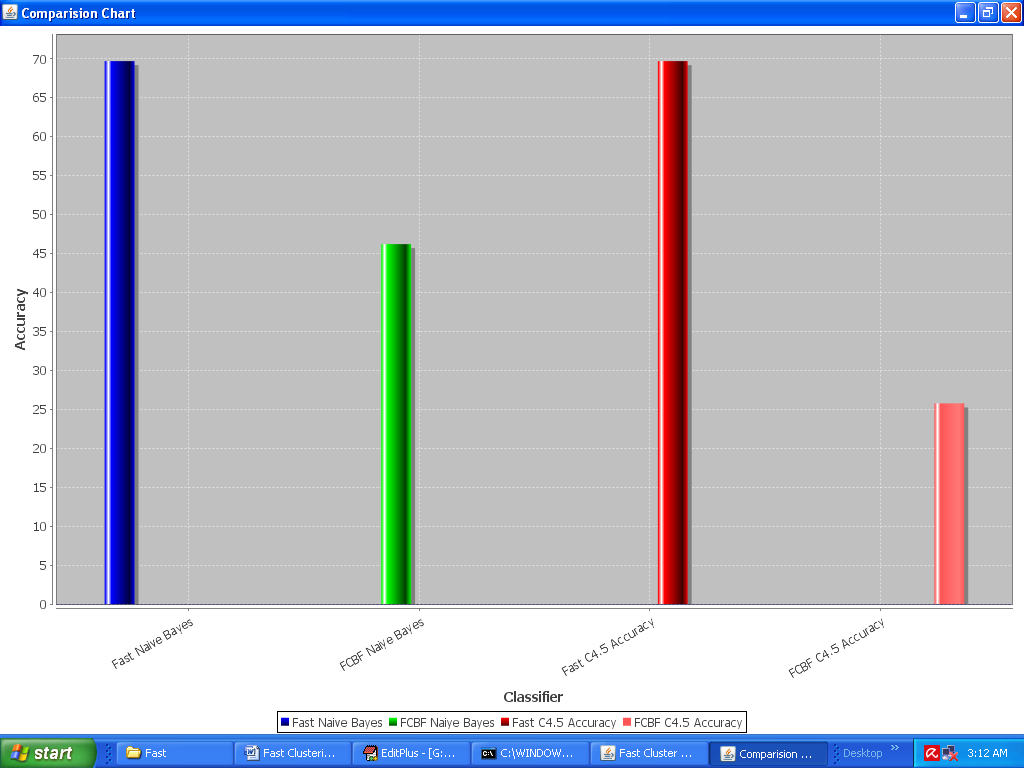 Comparision Chart
70
65
60
55
50
45
40
35
30
25
20
15
10
5
0
Accuracy
Fast Naive Bayes
FCBF Naiye Bayes
Fast C4.5 Accuracy
FCBF C4.5 Accuracy
Classifier
Fast Naive Bayes FCBF Naiye Bayes Fast C4.5 Accuracy FCBF C4.5 Accuracy
start Fast Fast Clusteri... EditPlus - [G:... C:\WINDOW... Fast Cluster ... Comparision ... Desktop » 3:12 AM